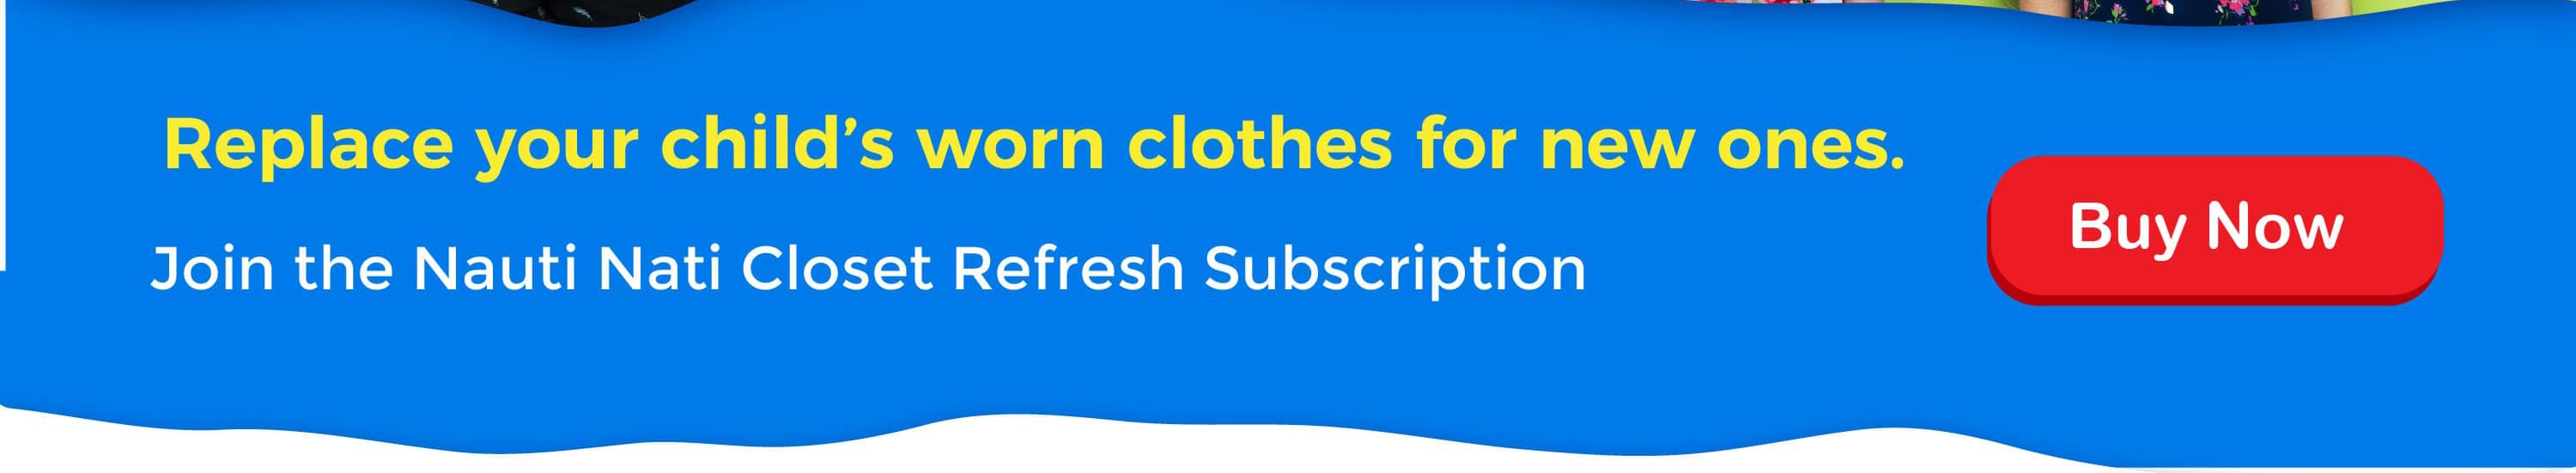 Replace your child’s worn clothes for new ones.
Join the Nauti Nati Closet Refresh Subscription
Buy Now